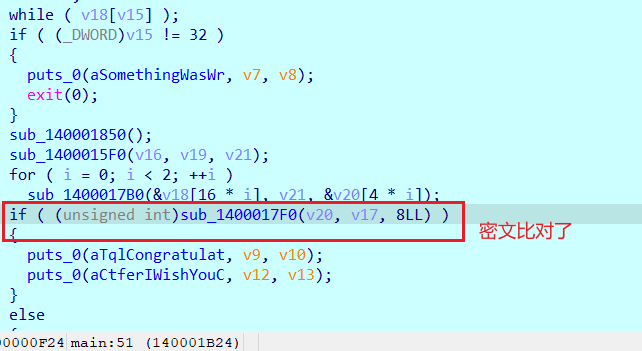 while ( v18[v15] );
if ( (_DWORD)v15 != 32 )
{
puts_0(aSomethingWasWr, v7, v8);
exit(0);
}
sub_140001850();
sub_1400015F0(v16, v19, v21);
for ( i = 0; i < 2; ++i )
sub_1400017B0(&v18[16 * i], v21, &v20[4 * i]);
if ( (unsigned int)sub_1400017F0(v20, v17, 8LL) )
密文比对了
{
puts_0(aTqlCongratulat, v9, v10);
puts_0(aCtferIWishYouC, v12, v13);
}
else
{
00000F24 main:51 (140001B24)